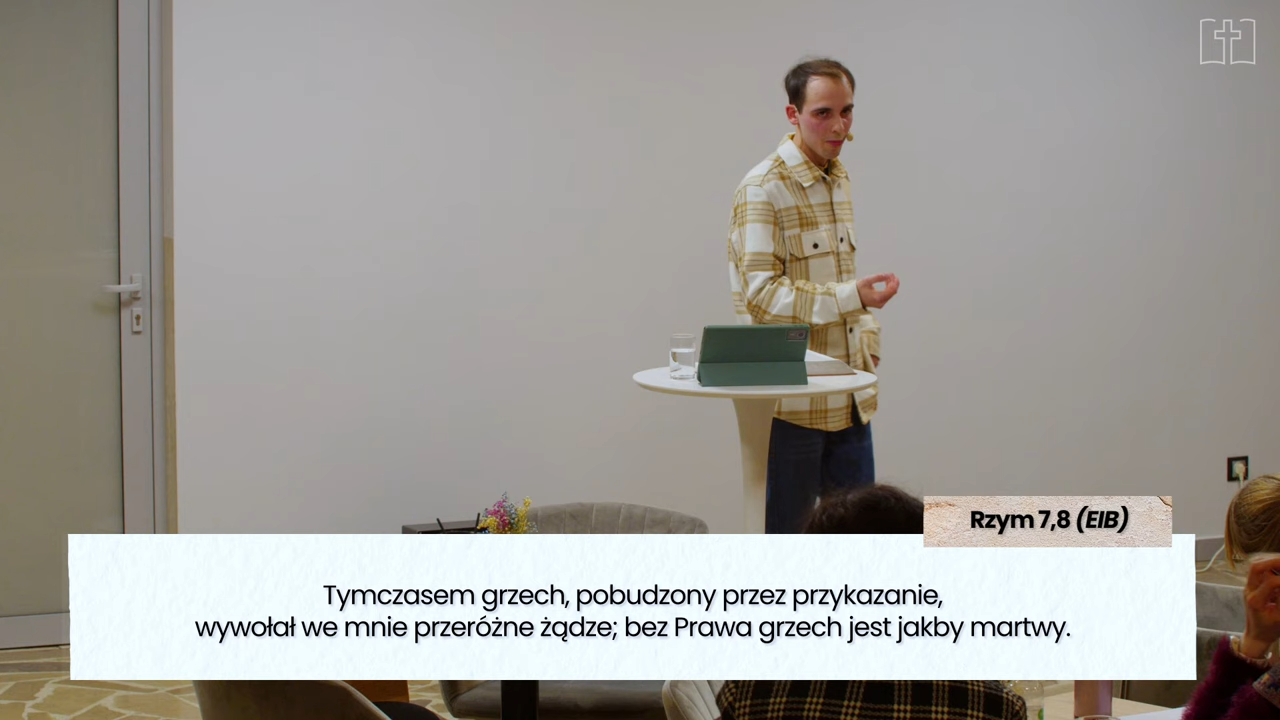 Rzym 7,8 (EIB)
Tymczasem grzech, pobudzony przez przykazanie,
wywołał we mnie przeróżne żądze; bez Prawa grzech jest jakby martwy.